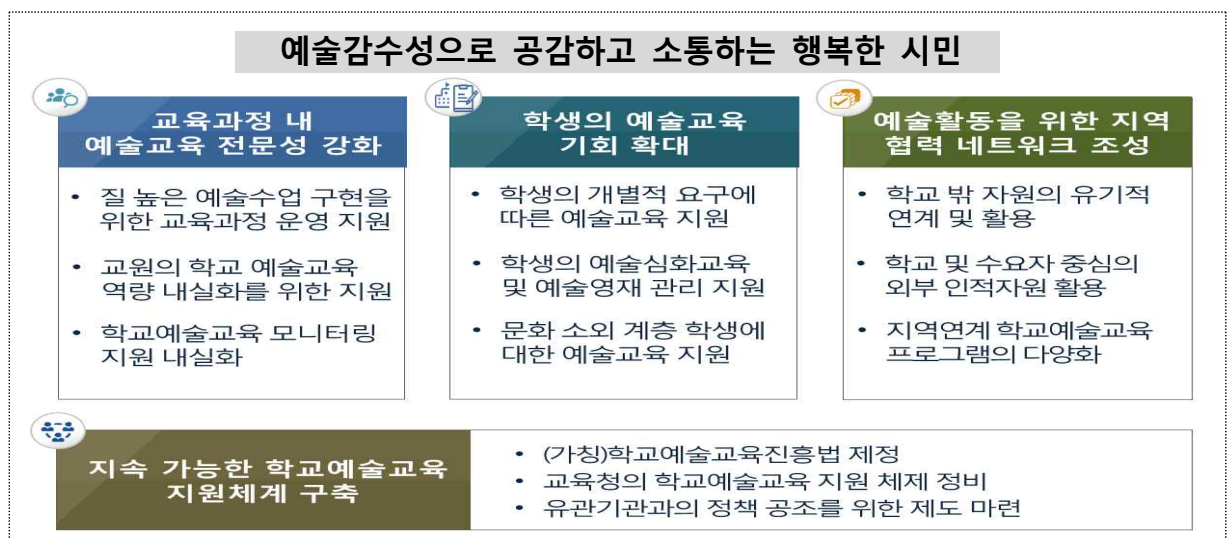 예술감수성으로 공감하고 소통하는 행복한 시민
교육과정 내
예술교육 전문성 강화
• 질 높은 예술수업 구현을
위한 교육과정 운영 지원
• 교원의 학교 예술교육
역량 내실화를 위한 지원
• 학교예술교육 모니터링
지원 내실화
학생의 예술교육
기회 확대
• 학생의 개별적 요구에
따른 예술교육 지원
• 학생의 예술심화교육
및 예술영재 관리 지원
• 문화 소외 계층 학생에
대한 예술교육 지원
예술활동을 위한 지역
협력 네트워크 조성
• 학교 밖 자원의 유기적
연계 및 활용
• 학교 및 수요자 중심의
외부 인적자원 활용
• 지역연계 학교예술교육
프로그램의 다양화
지속 가능한 학교예술교육
지원체계 구축
• (가칭)학교예술교육진흥법 제정
• 교육청의 학교예술교육 지원 체제 정비
• 유관기관과의 정책 공조를 위한 제도 마련